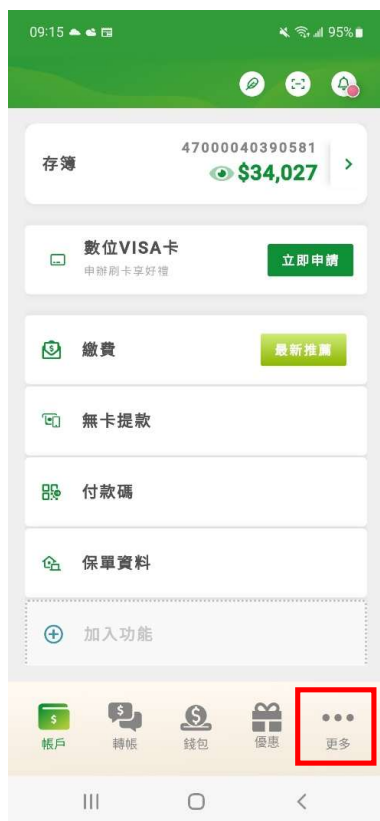 09:15
95%
存簿
47000040390581
$34,027
數位VISA卡
申辦刷卡享好禮
立即申請
繳費
最新推薦
無卡提款
付款碼
保單資料
加入功能
帳戶
轉帳
錢包
優惠
更多